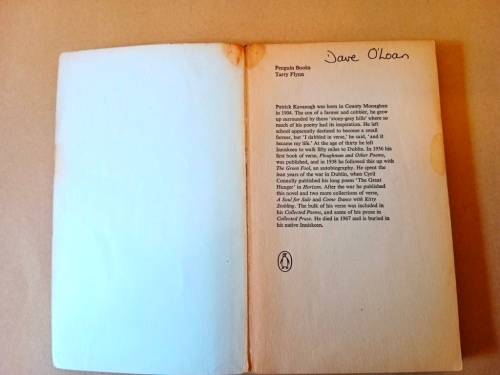 Dave O'Loan
Penguin Books
Tarry Flynn
Patrick Kavanagh was born in County Monaghan
in 1904. The son of a farmer and cobbler, he grew
up surrounded by those 'stony-grey hills' where so
much of his poetry had its inspiration. He left
school apparently destined to become a small
farmer, but 'I dabbled in verse,' he said, 'and it
became my life.' At the age of thirty he left
Inniskeen to walk fifty miles to Dublin. In 1936 his
first book of verse, Ploughman and Other Poems,
was published, and in 1938 he followed this up with
The Green Fool, an autobiography. He spent the
lean years of the war in Dublin, when Cyril
Connolly published his long poem 'The Great
Hunger' in Horizon. After the war he published
this novel and two more collections of verse,
A Soul for Sale and Come Dance with Kitty
Stobling. The bulk of his verse was included in
his Collected Poems, and some of his prose in
Collected Pruse. He died in 1967 and is buried in
his native Inniskeen.